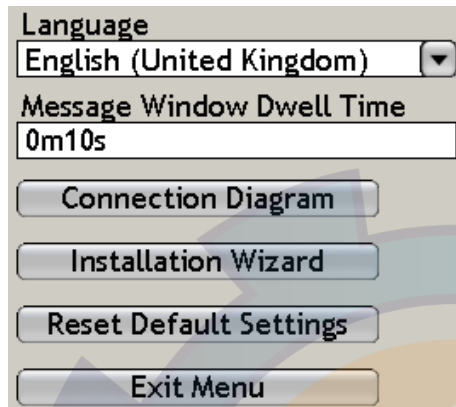 Language
English (United Kingdom)
Message Window Dwell Time
0m10s
Connection Diagram
Installation Wizard
Reset Default Settings
Exit Menu